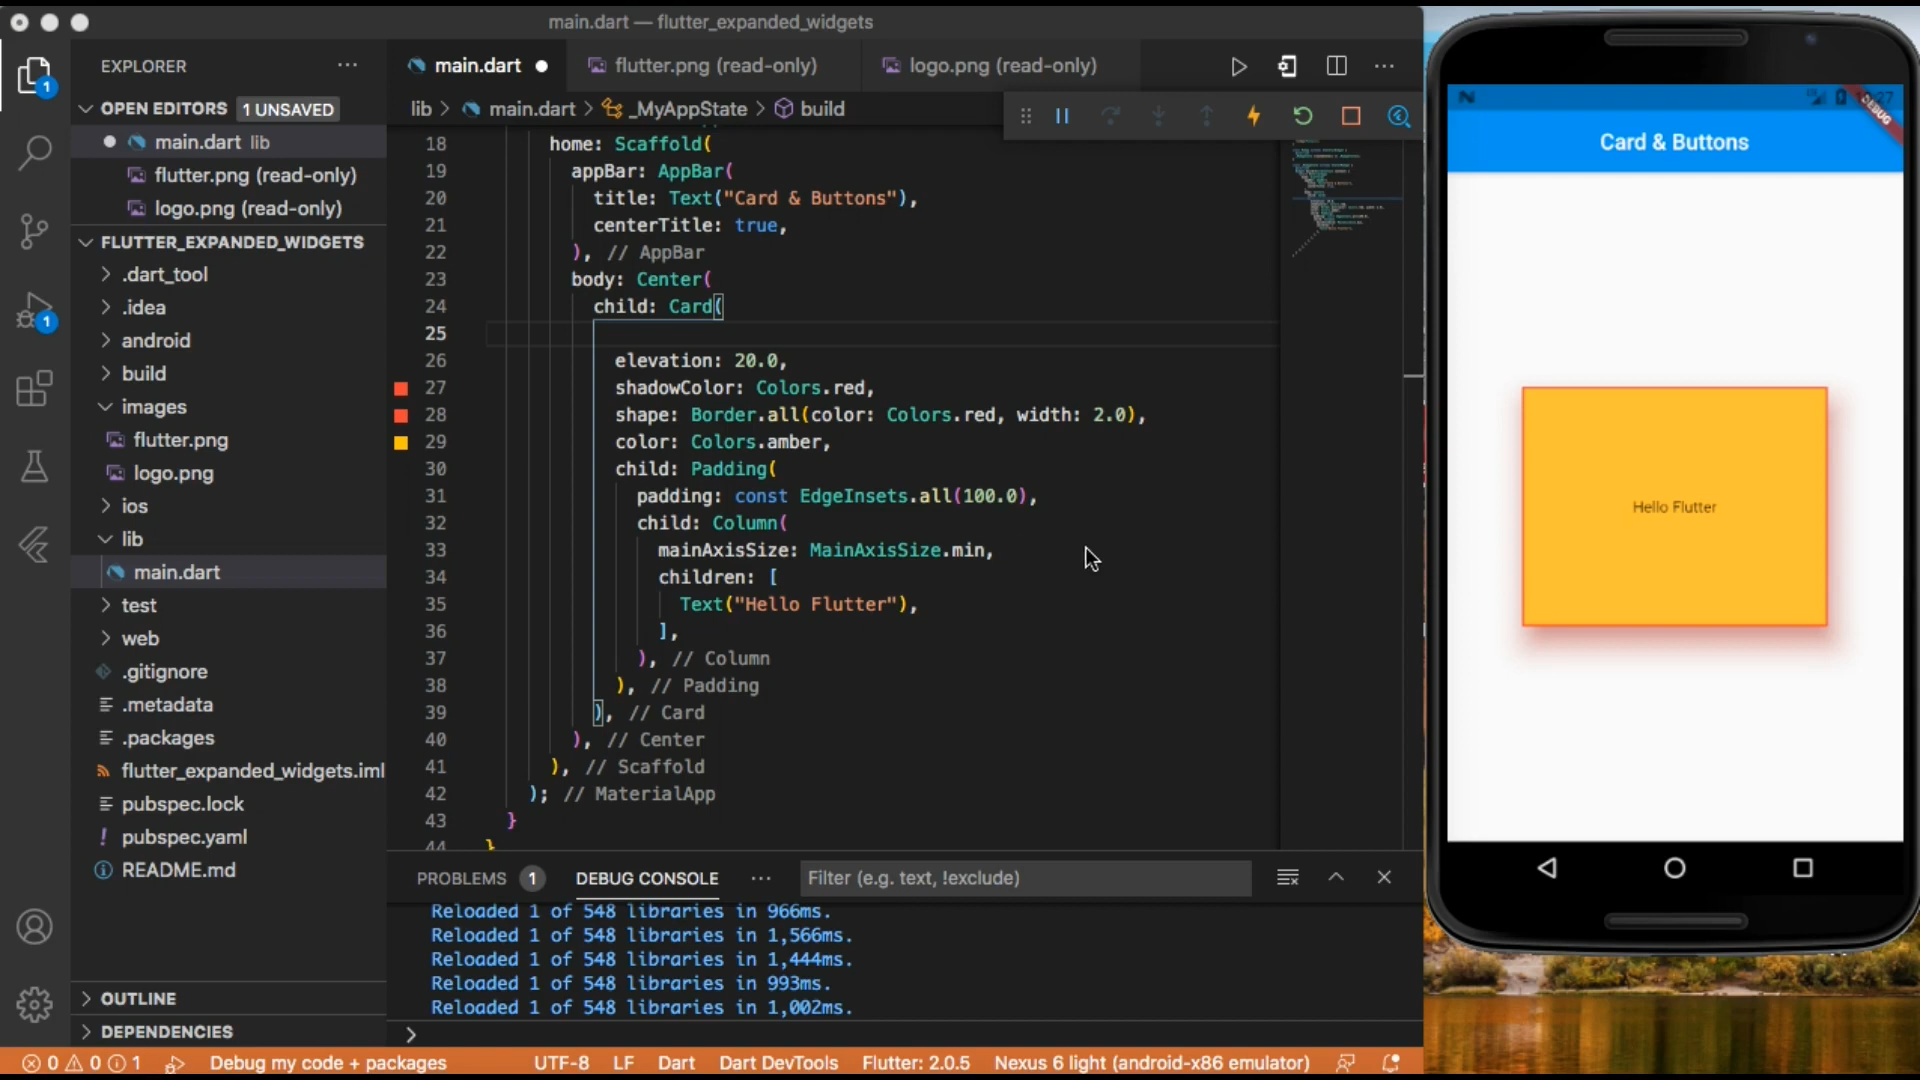 main.dart — flutter_expanded_widgets
EXPLORER
OPEN EDITORS 1 UNSAVED
main.dart lib
flutter.png (read-only)
logo.png (read-only)
FLUTTER_EXPANDED_WIDGETS
.dart_tool
.idea
android
build
images
flutter.png
logo.png
ios
lib
main.dart
test
web
.gitignore
.metadata
.packages
flutter_expanded_widgets.iml
pubspec.lock
pubspec.yaml
README.md
OUTLINE
DEPENDENCIES
1
1
main.dart
flutter.png (read-only)
logo.png (read-only)
lib > main.dart > _MyAppState > build
18 home: Scaffold(
19 appBar: AppBar(
20 title: Text("Card & Buttons"),
21 centerTitle: true,
22 ), // AppBar
23 body: Center(
24 child: Card(
25
26 elevation: 20.0,
27 shadowColor: Colors.red,
28 shape: Border.all(color: Colors.red, width: 2.0),
29 color: Colors.amber,
30 child: Padding(
31 padding: const EdgeInsets.all(100.0),
32 child: Column(
33 mainAxisSize: MainAxisSize.min,
34 children: [
35 Text("Hello Flutter"),
36 ],
37 ), // Column
38 ), // Padding
39 ), // Card
40 ), // Center
41 ), // Scaffold
42 ); // MaterialApp
43 }
44 }
PROBLEMS 1 DEBUG CONSOLE Filter (e.g. text, !exclude)
Reloaded 1 of 548 libraries in 966ms.
Reloaded 1 of 548 libraries in 1,566ms.
Reloaded 1 of 548 libraries in 1,444ms.
Reloaded 1 of 548 libraries in 993ms.
Reloaded 1 of 548 libraries in 1,002ms.
0 0 1 Debug my code + packages UTF-8 LF Dart Dart DevTools Flutter: 2.0.5 Nexus 6 light (android-x86 emulator)
DEBUG
Card & Buttons
Hello Flutter